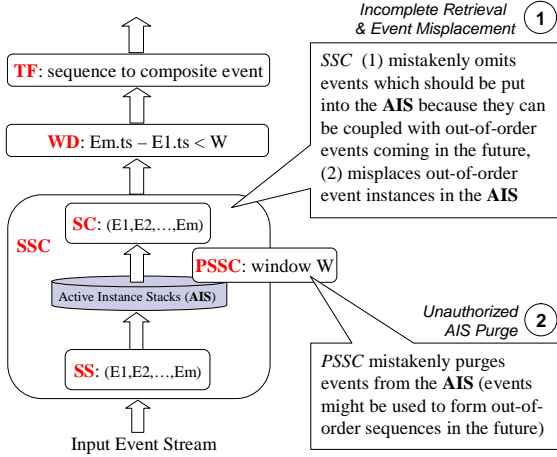 Incomplete Retrieval
& Event Misplacement
1
TF: sequence to composite event
SSC (1) mistakenly omits
events which should be put
into the AIS because they can
be coupled with out-of-order
events coming in the future,
(2) misplaces out-of-order
event instances in the AIS
WD: Em.ts – E1.ts < W
SC: (E1,E2,…,Em)
SSC
PSSC: window W
Active Instance Stacks (AIS)
SS: (E1,E2,…,Em)
Input Event Stream
Unauthorized
AIS Purge
2
PSSC mistakenly purges
events from the AIS (events
might be used to form out-of-
order sequences in the future)